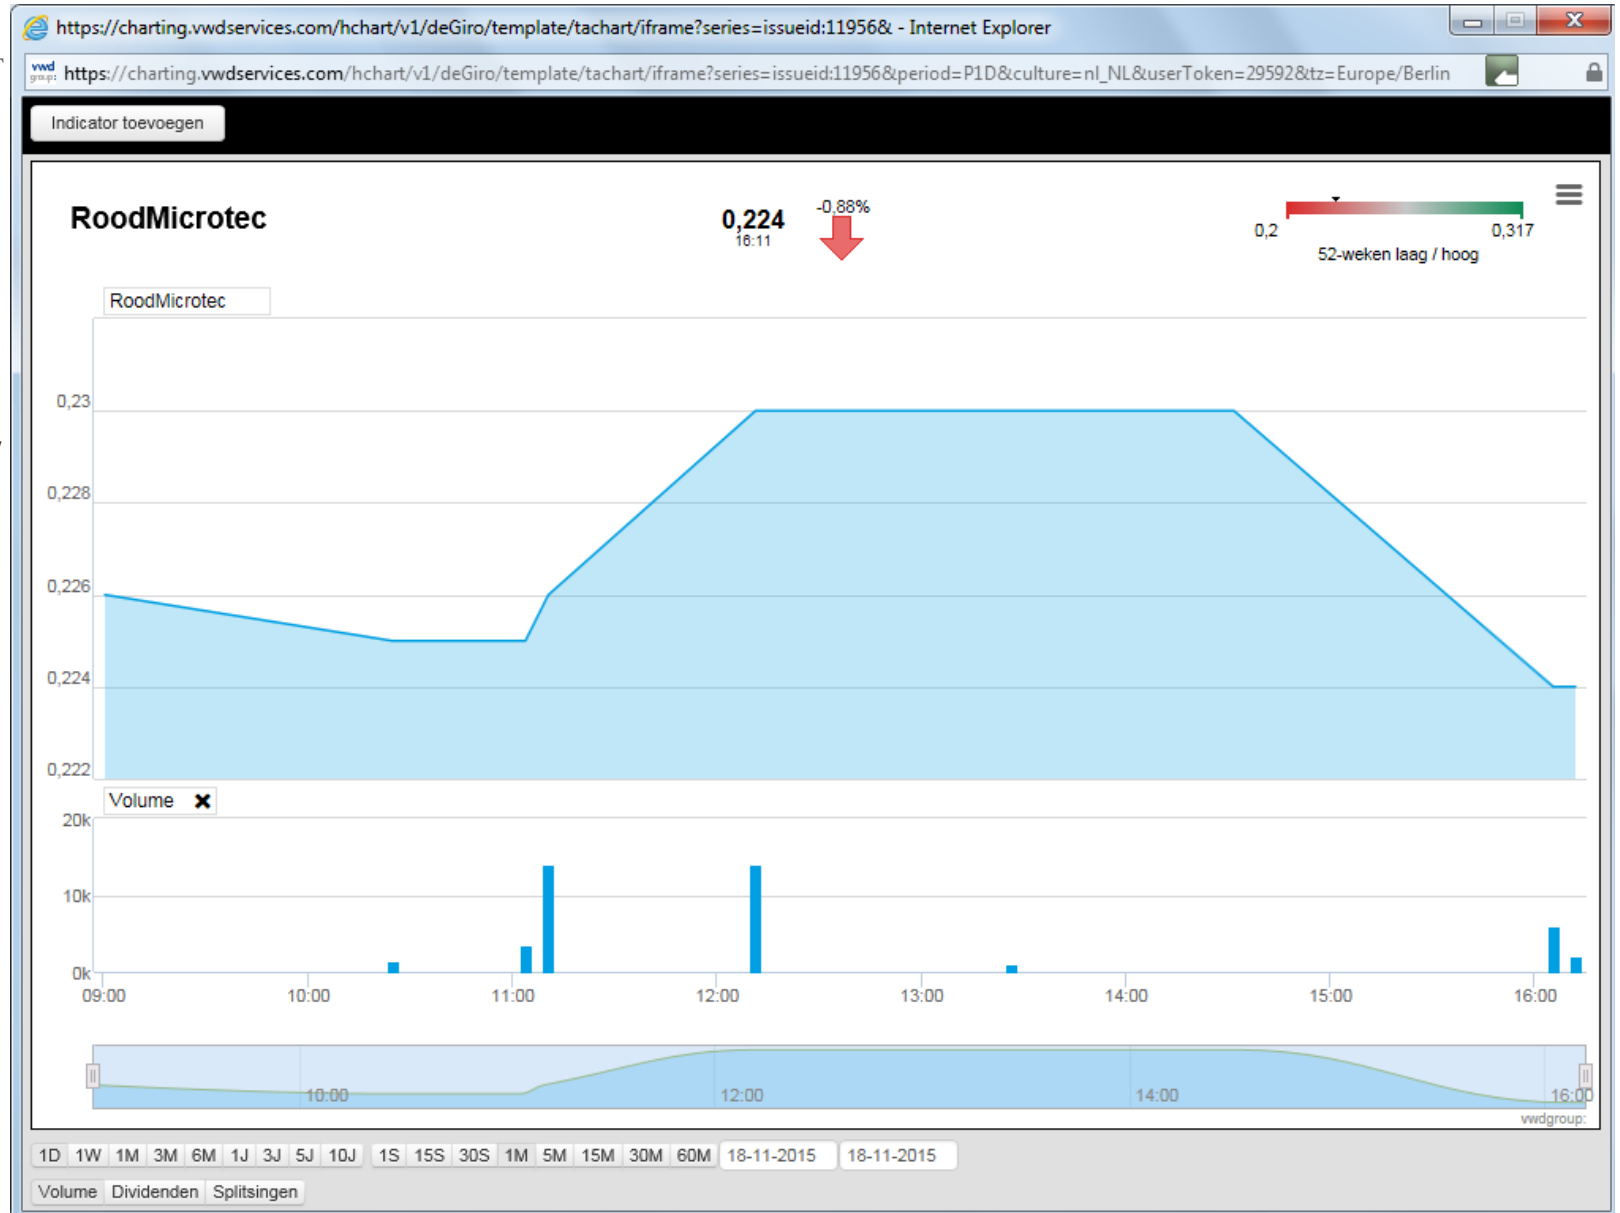 https://charting.vwdservices.com/hchart/v1/deGiro/template/tachart/iframe?series=issueid:11956& - Internet Explorer
vwd group: https://charting.vwdservices.com/hchart/v1/deGiro/template/tachart/iframe?series=issueid:11956&period=P1D&culture=nl_NL&userToken=29592&tz=Europe/Berlin
Indicator toevoegen
RoodMicrotec
0,224
16:11
-0,88%
0,2
0,317
52-weken laag / hoog
RoodMicrotec
0,23
0,228
0,226
0,224
0,222
Volume
20k
10k
0k
09:00 10:00 11:00 12:00 13:00 14:00 15:00 16:00
10:00 12:00 14:00 16:00
vwdgroup:
1D 1W 1M 3M 6M 1J 3J 5J 10J 1S 15S 30S 1M 5M 15M 30M 60M 18-11-2015 18-11-2015
Volume Dividenden Splitsingen